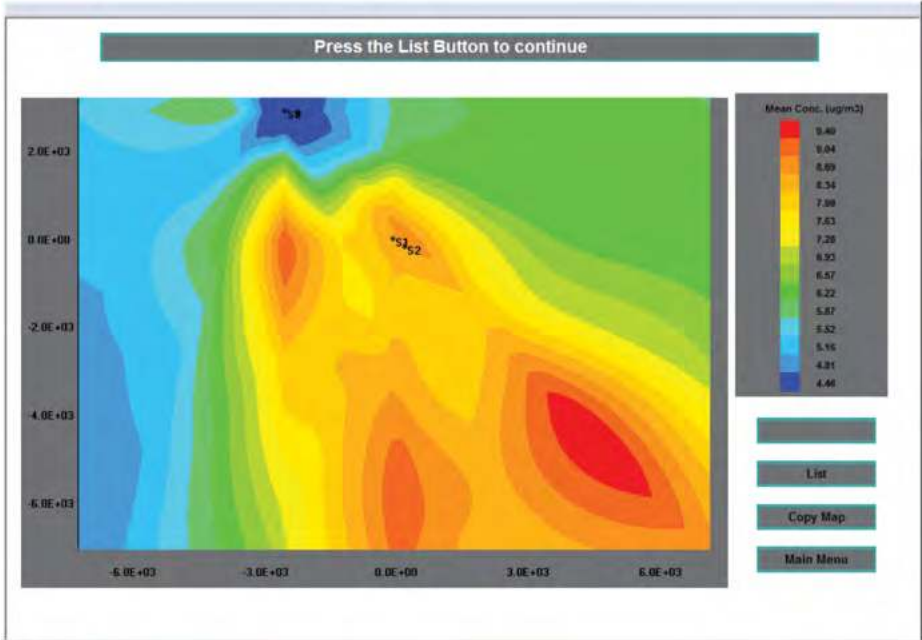 Press the List Button to continue
Mean Conc. (ug/m3)
9.40
9.04
8.69
8.34
7.99
7.63
7.28
6.93
6.57
6.22
5.87
5.52
5.16
4.81
4.46
2.0E+03
0.0E+00
-2.0E+03
-4.0E+03
-6.0E+03
*S1
*S2
-6.0E+03
-3.0E+03
0.0E+00
3.0E+03
6.0E+03
List
Copy Map
Main Menu